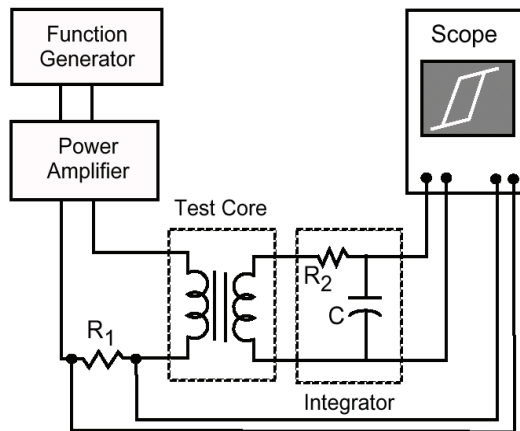 Function
Generator
Scope
Power
Amplifier
Test Core
R2
C
R1
Integrator